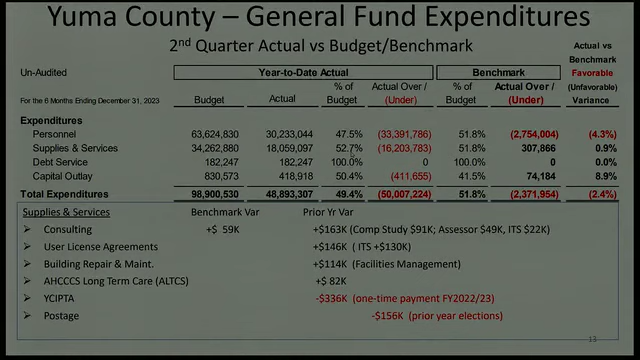 Yuma County – General Fund Expenditures
2nd Quarter Actual vs Budget/Benchmark
Actual vs
Benchmark
Un-Audited Year-to-Date Actual Benchmark Favorable
% of Actual Over / % of Actual Over / (Unfavorable)
For the 6 Months Ending December 31, 2023 Budget Actual Budget (Under) Budget (Under) Variance
Expenditures
Personnel 63,624,830 30,233,044 47.5% (33,391,786) 51.8% (2,754,004) (4.3%)
Supplies & Services 34,262,880 18,059,097 52.7% (16,203,783) 51.8% 307,866 0.9%
Debt Service 182,247 182,247 100.0% 0 100.0% 0 0.0%
Capital Outlay 830,573 418,918 50.4% (411,655) 41.5% 74,184 8.9%
Total Expenditures 98,900,530 48,893,307 49.4% (50,007,224) 51.8% (2,371,954) (2.4%)
Supplies & Services Benchmark Var Prior Yr Var
➢ Consulting +$ 59K +$163K (Comp Study $91K; Assessor $49K, ITS $22K)
➢ User License Agreements +$146K ( ITS +$130K)
➢ Building Repair & Maint. +$114K (Facilities Management)
➢ AHCCCS Long Term Care (ALTCS) +$ 82K
➢ YCIPTA -$336K (one-time payment FY2022/23)
➢ Postage -$156K (prior year elections)
13